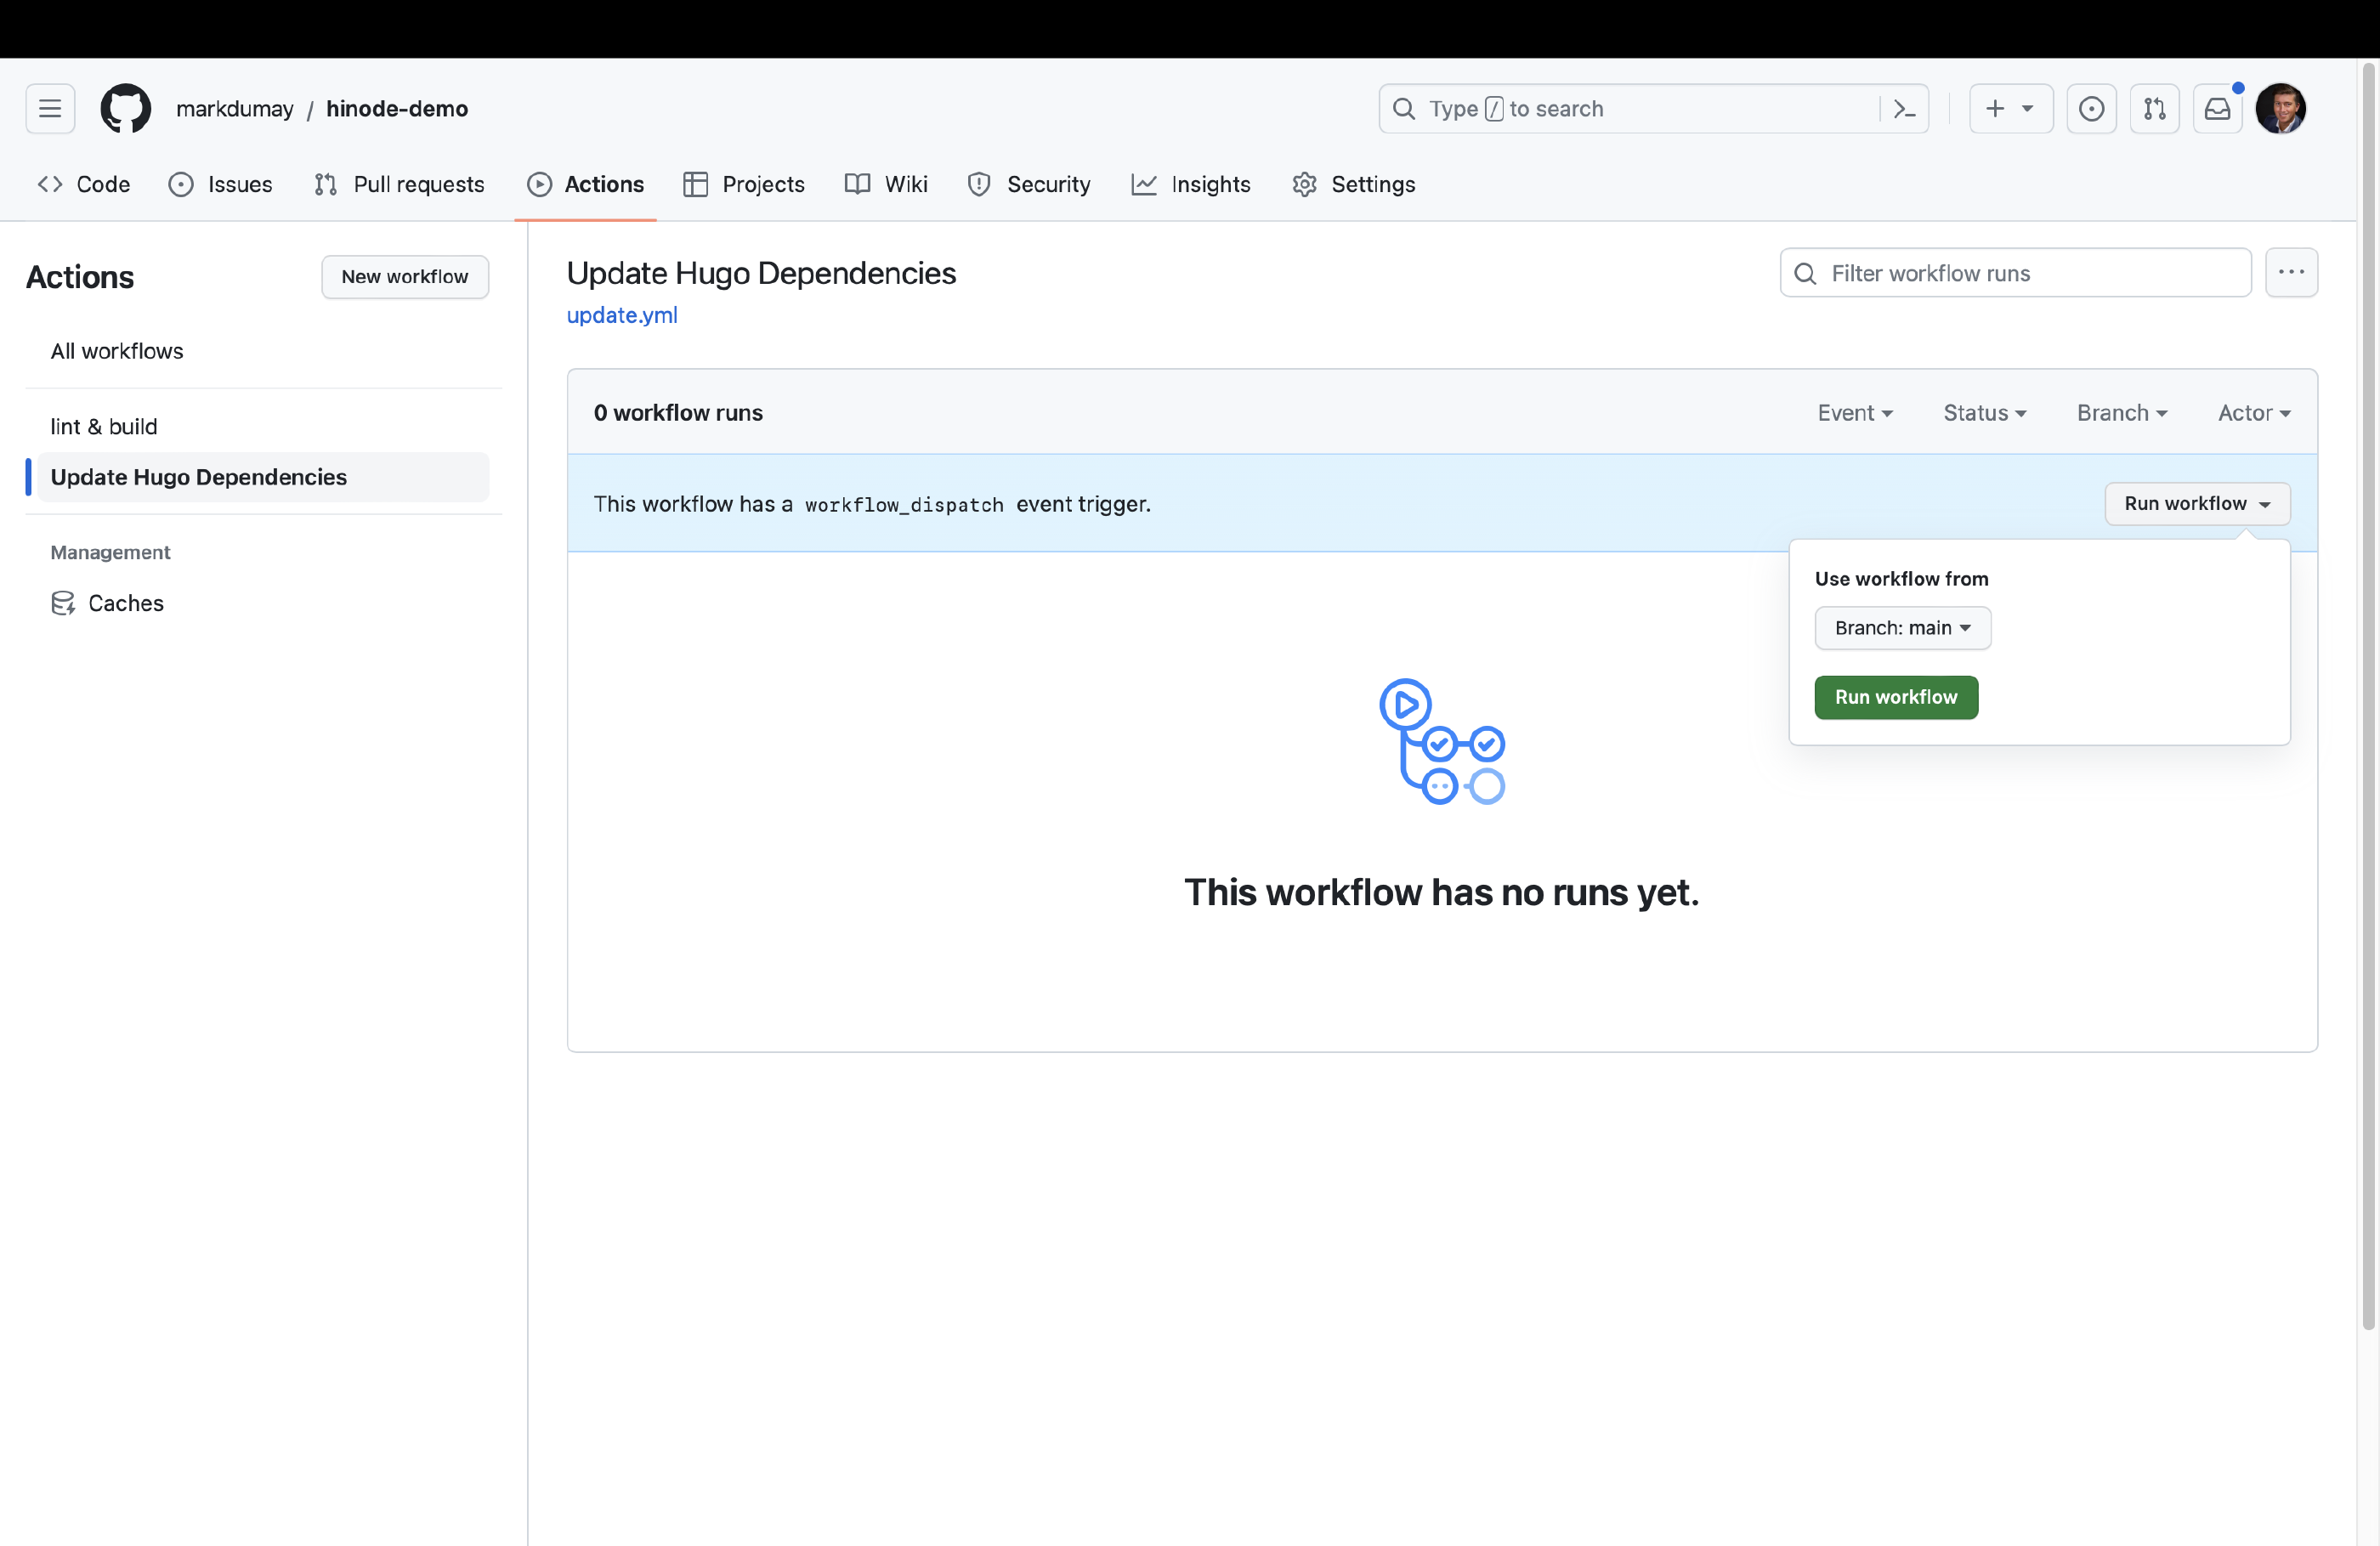 markdumay / hinode-demo
Type / to search
Code Issues Pull requests Actions Projects Wiki Security Insights Settings
Actions
New workflow
All workflows
lint & build
Update Hugo Dependencies
Management
Caches
Update Hugo Dependencies
update.yml
Filter workflow runs
0 workflow runs
Event Status Branch Actor
This workflow has a workflow_dispatch event trigger.
Run workflow
Use workflow from
Branch: main
Run workflow
This workflow has no runs yet.